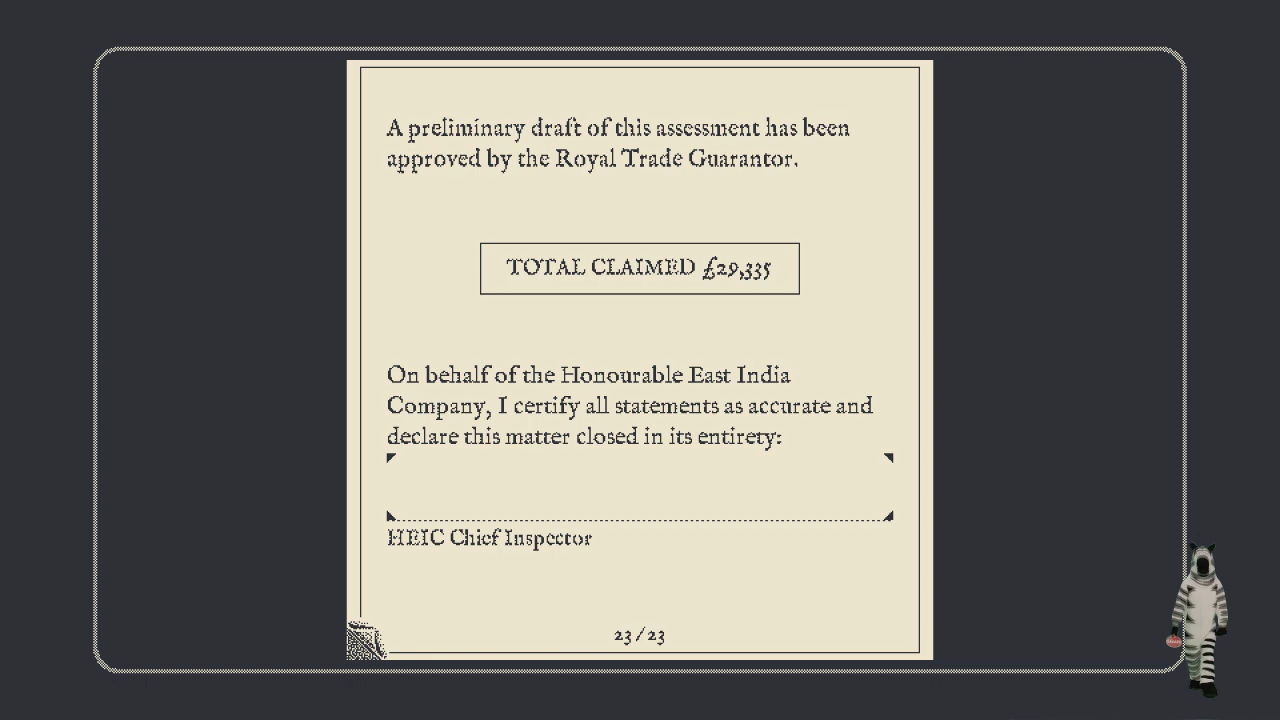 A preliminary draft of this assessment has been
approved by the Royal Trade Guarantor.
TOTAL CLAIMED £29,335
On behalf of the Honourable East India
Company, I certify all statements as accurate and
declare this matter closed in its entirety:
HEIC Chief Inspector
23/23